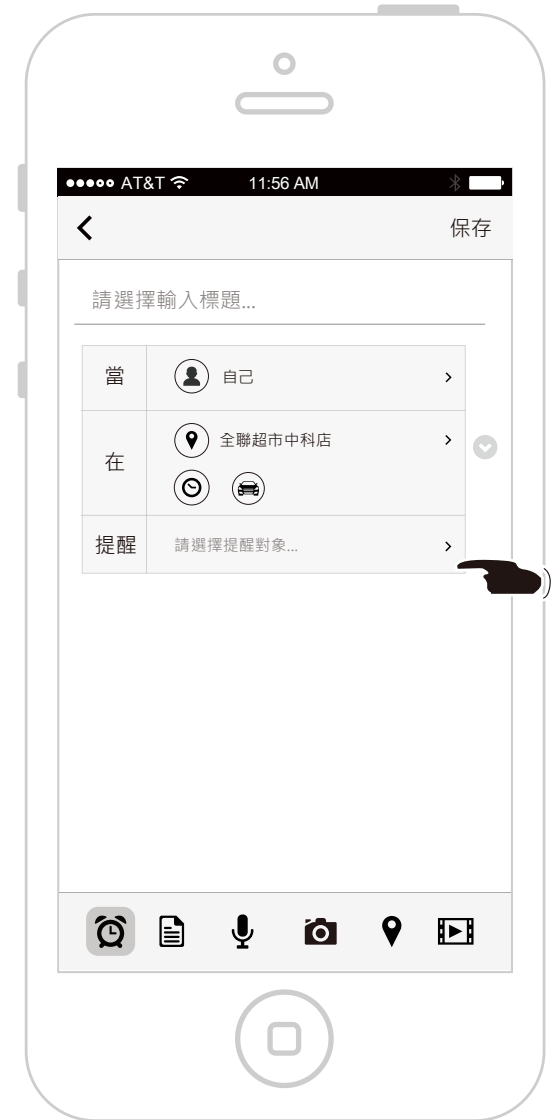 AT&T 11:56 AM
保存
請選擇輸入標題...
當 自己
在 全聯超市中科店
提醒 請選擇提醒對象...